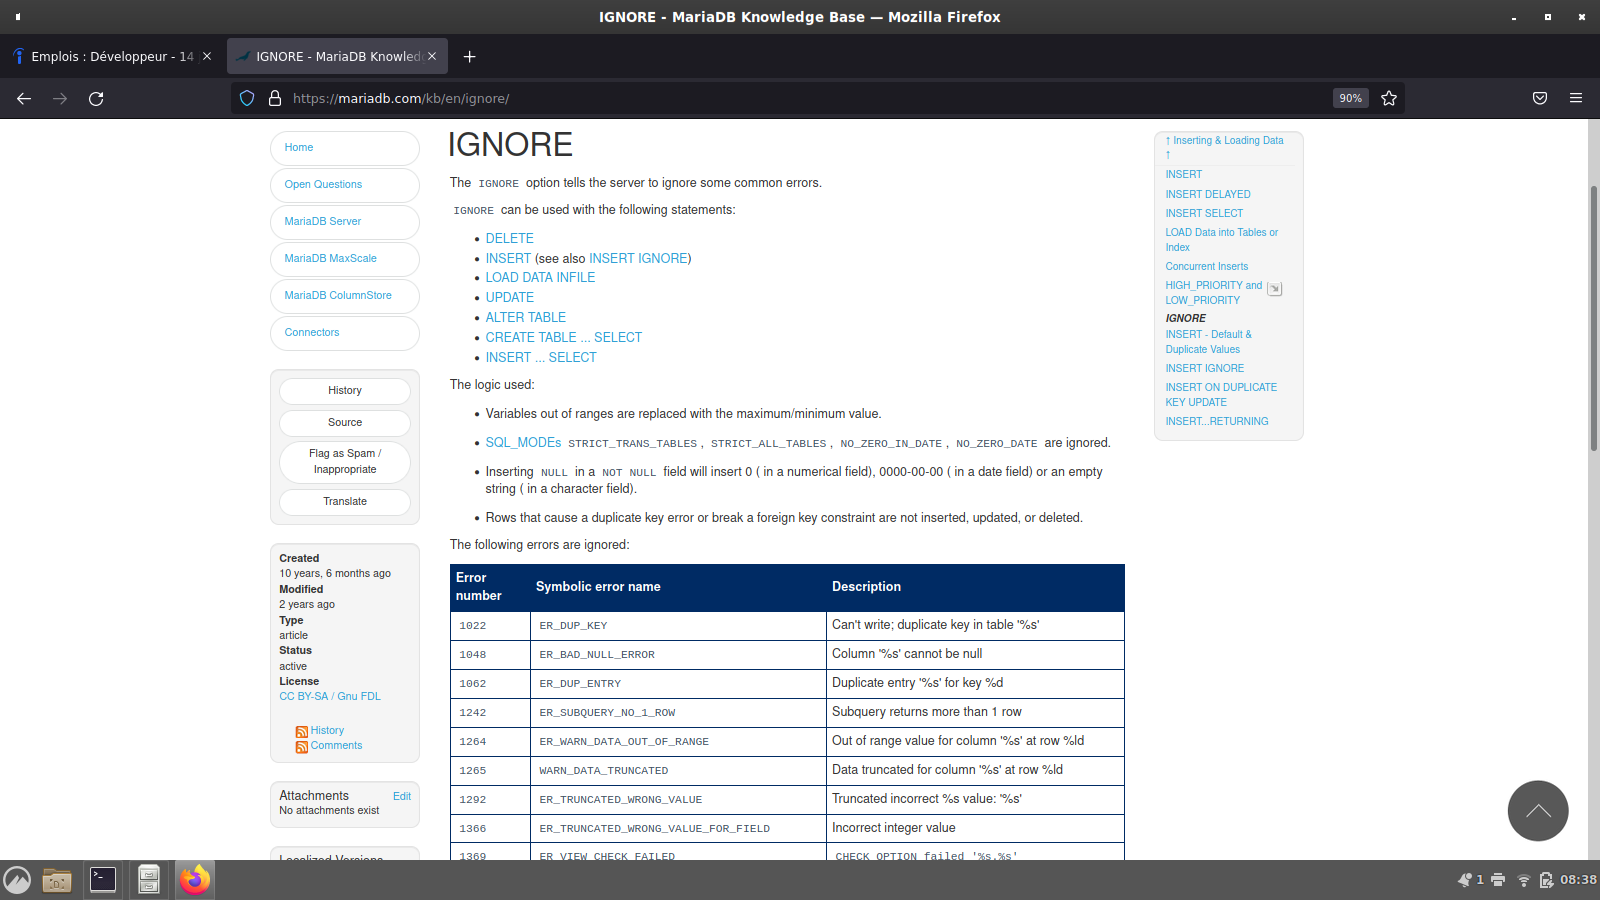 IGNORE - MariaDB Knowledge Base — Mozilla Firefox
Emplois : Développeur - 14
IGNORE - MariaDB Knowled
https://mariadb.com/kb/en/ignore/
90%
Home
Open Questions
MariaDB Server
MariaDB MaxScale
MariaDB ColumnStore
Connectors
History
Source
Flag as Spam /
Inappropriate
Translate
Created
10 years, 6 months ago
Modified
2 years ago
Type
article
Status
active
License
CC BY-SA / Gnu FDL
History
Comments
Attachments Edit
No attachments exist
Localized Versions
IGNORE
The IGNORE option tells the server to ignore some common errors.
IGNORE can be used with the following statements:
• DELETE
• INSERT (see also INSERT IGNORE)
• LOAD DATA INFILE
• UPDATE
• ALTER TABLE
• CREATE TABLE ... SELECT
• INSERT ... SELECT
The logic used:
• Variables out of ranges are replaced with the maximum/minimum value.
• SQL_MODEs STRICT_TRANS_TABLES , STRICT_ALL_TABLES , NO_ZERO_IN_DATE , NO_ZERO_DATE are ignored.
• Inserting NULL in a NOT NULL field will insert 0 ( in a numerical field), 0000-00-00 ( in a date field) or an empty
string ( in a character field).
• Rows that cause a duplicate key error or break a foreign key constraint are not inserted, updated, or deleted.
The following errors are ignored:
Error number Symbolic error name Description
1022 ER_DUP_KEY Can't write; duplicate key in table '%s'
1048 ER_BAD_NULL_ERROR Column '%s' cannot be null
1062 ER_DUP_ENTRY Duplicate entry '%s' for key %d
1242 ER_SUBQUERY_NO_1_ROW Subquery returns more than 1 row
1264 ER_WARN_DATA_OUT_OF_RANGE Out of range value for column '%s' at row %ld
1265 WARN_DATA_TRUNCATED Data truncated for column '%s' at row %ld
1292 ER_TRUNCATED_WRONG_VALUE Truncated incorrect %s value: '%s'
1366 ER_TRUNCATED_WRONG_VALUE_FOR_FIELD Incorrect integer value
1369 ER_VIEW_CHECK_FAILED CHECK OPTION failed '%s.%s'
↑ Inserting & Loading Data
↑
INSERT
INSERT DELAYED
INSERT SELECT
LOAD Data into Tables or
Index
Concurrent Inserts
HIGH_PRIORITY and
LOW_PRIORITY
IGNORE
INSERT - Default &
Duplicate Values
INSERT IGNORE
INSERT ON DUPLICATE
KEY UPDATE
INSERT...RETURNING
1
08:38